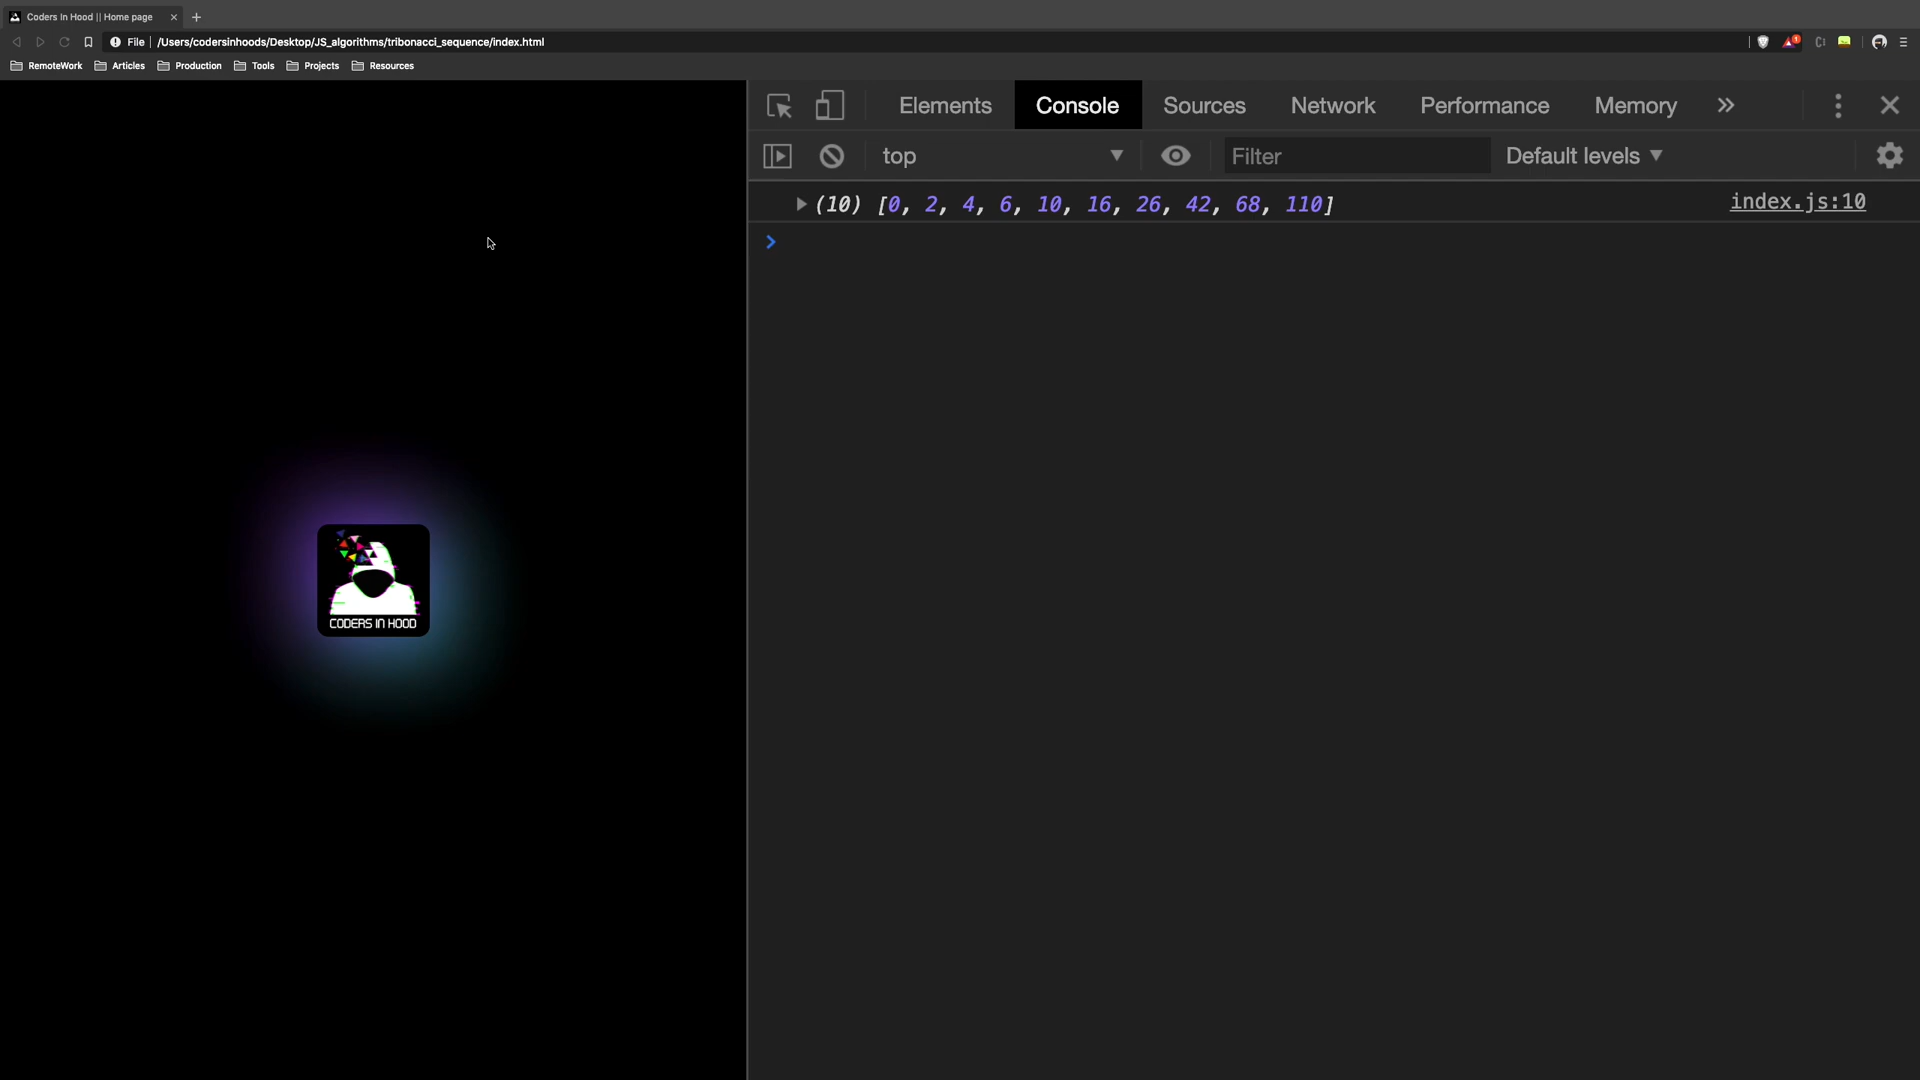 Coders In Hood || Home page
File /Users/codersinhoods/Desktop/JS_algorithms/tribonacci_sequence/index.html
1
RemoteWork Articles Production Tools Projects Resources
Elements Console Sources Network Performance Memory
top Filter Default levels
(10) [0, 2, 4, 6, 10, 16, 26, 42, 68, 110] index.js:10
CODERS IN HOOD